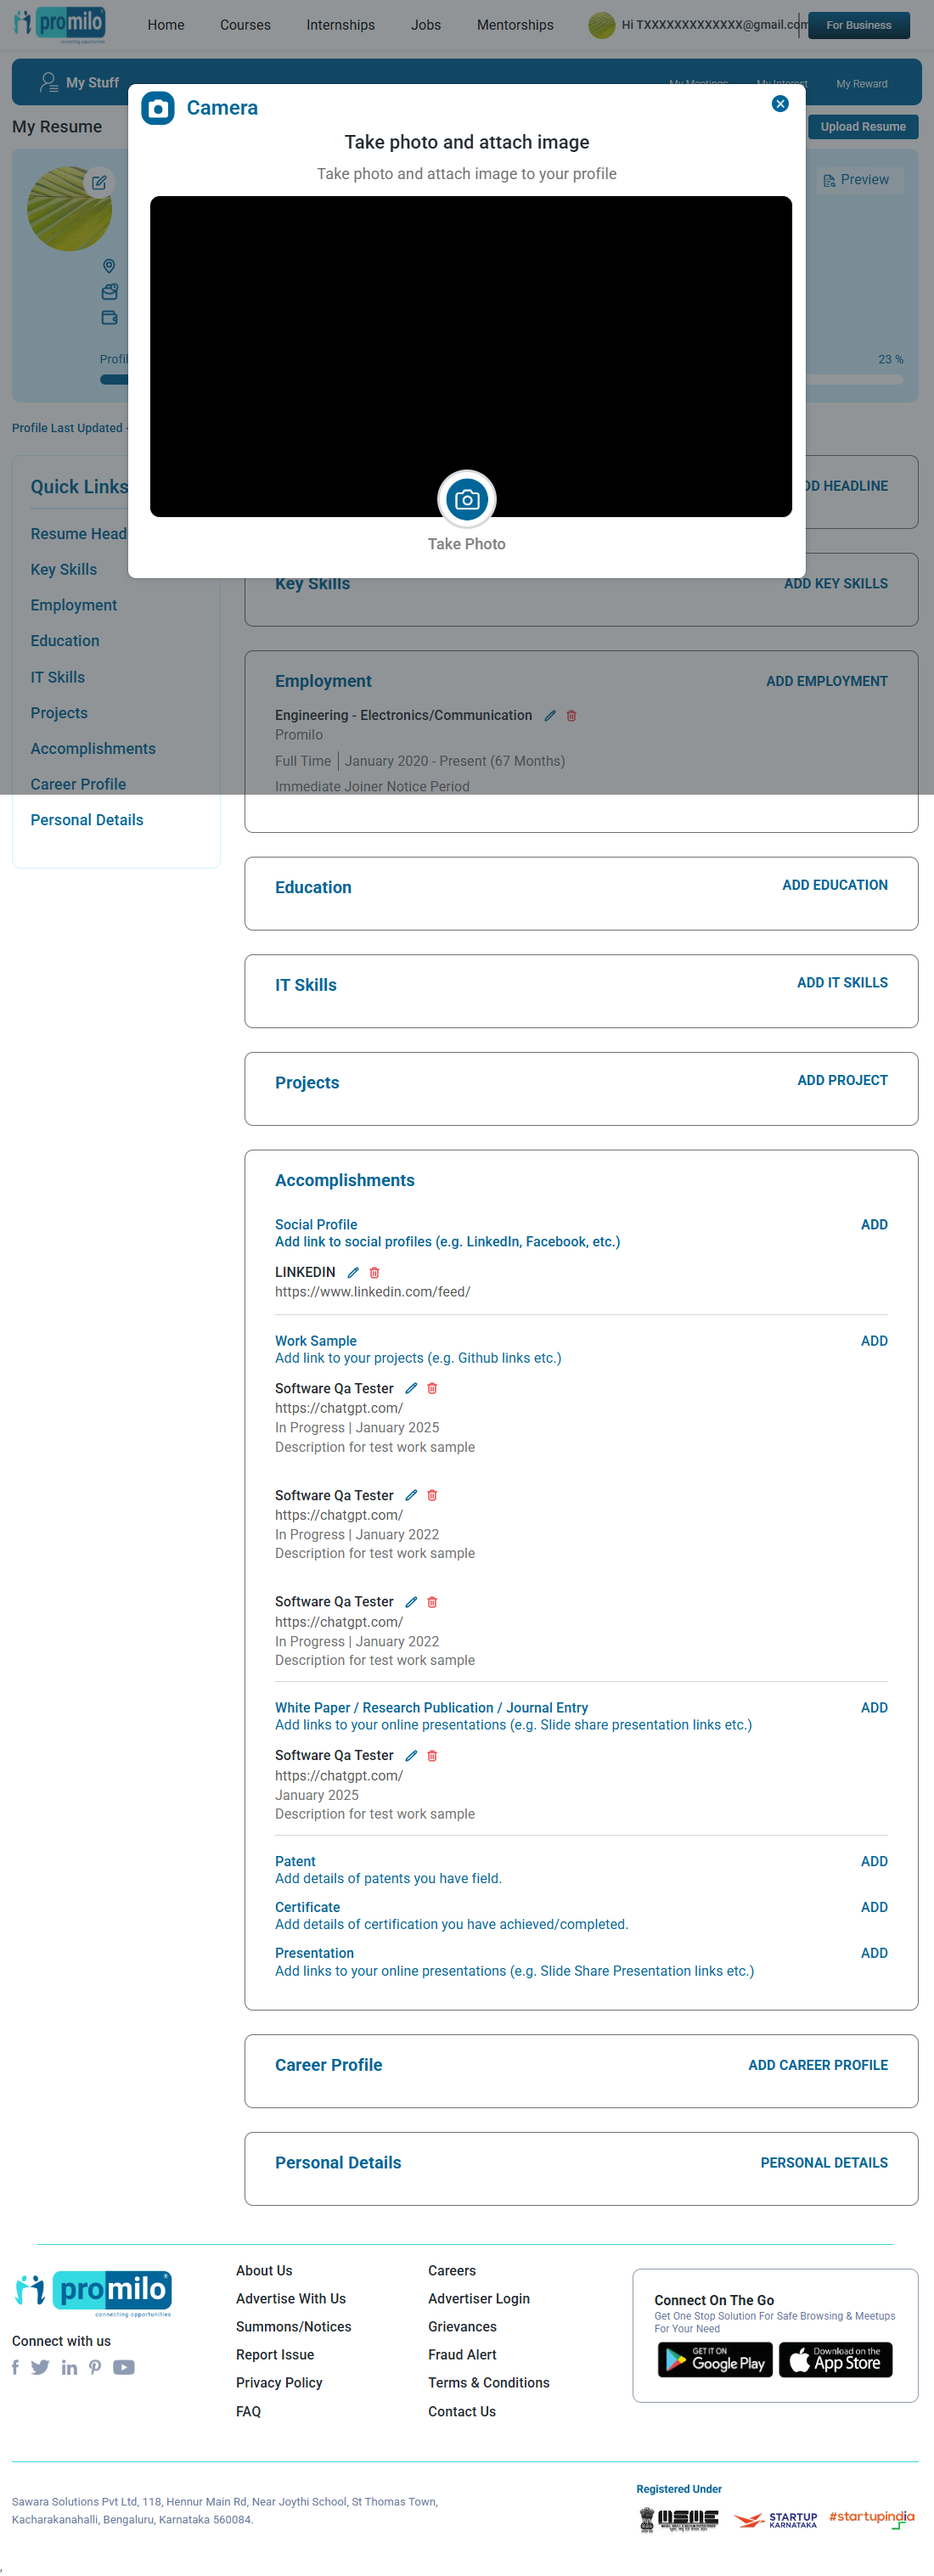 promilo
connecting opportunities
Home Courses Internships Jobs Mentorships Hi TXXXXXXXXXXXXX@gmail.com For Business
My Stuff My Meetings My Interest My Reward
My Resume Upload Resume
Camera
Take photo and attach image
Take photo and attach image to your profile
Preview
23 %
Profile Last Updated -
Quick Links
HEADLINE
Take Photo
Resume Head
Key Skills
Employment
Education
IT Skills
Projects
Accomplishments
Career Profile
Personal Details
Key Skills ADD KEY SKILLS
Employment ADD EMPLOYMENT
Engineering - Electronics/Communication
Promilo
Full Time | January 2020 - Present (67 Months)
Immediate Joiner Notice Period
Education ADD EDUCATION
IT Skills ADD IT SKILLS
Projects ADD PROJECT
Accomplishments
Social Profile ADD
Add link to social profiles (e.g. LinkedIn, Facebook, etc.)
LINKEDIN
https://www.linkedin.com/feed/
Work Sample ADD
Add link to your projects (e.g. Github links etc.)
Software Qa Tester
https://chatgpt.com/
In Progress | January 2025
Description for test work sample
Software Qa Tester
https://chatgpt.com/
In Progress | January 2022
Description for test work sample
Software Qa Tester
https://chatgpt.com/
In Progress | January 2022
Description for test work sample
White Paper / Research Publication / Journal Entry ADD
Add links to your online presentations (e.g. Slide share presentation links etc.)
Software Qa Tester
https://chatgpt.com/
January 2025
Description for test work sample
Patent ADD
Add details of patents you have field.
Certificate ADD
Add details of certification you have achieved/completed.
Presentation ADD
Add links to your online presentations (e.g. Slide Share Presentation links etc.)
Career Profile ADD CAREER PROFILE
Personal Details PERSONAL DETAILS
promilo
connecting opportunities
Connect with us
About Us
Advertise With Us
Summons/Notices
Report Issue
Privacy Policy
FAQ
Careers
Advertiser Login
Grievances
Fraud Alert
Terms & Conditions
Contact Us
Connect On The Go
Get One Stop Solution For Safe Browsing & Meetups
For Your Need
GET IT ON
Google Play
Download on the
App Store
Sawara Solutions Pvt Ltd, 118, Hennur Main Rd, Near Joythi School, St Thomas Town,
Kacharakanahalli, Bengaluru, Karnataka 560084.
Registered Under
MSME
STARTUP
KARNATAKA
#startupindia
,